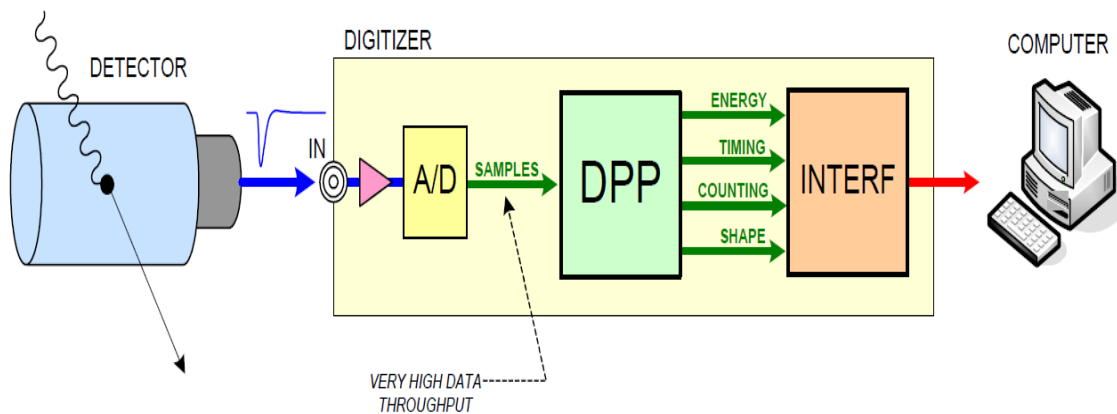 DETECTOR
DIGITIZER
COMPUTER
IN
A/D
SAMPLES
DPP
ENERGY
TIMING
COUNTING
SHAPE
INTERF
VERY HIGH DATA
THROUGHPUT